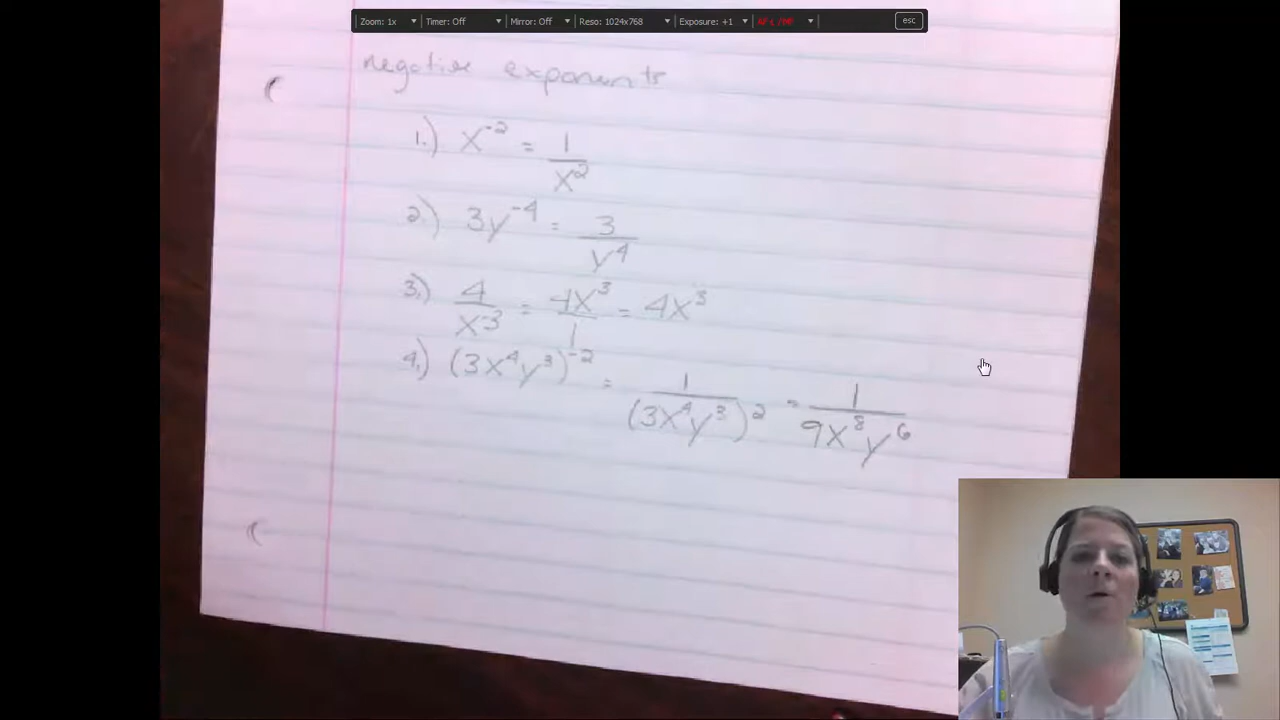 Zoom: 1x Timer: Off Mirror: Off Reso: 1024x768 Exposure: +1 esc
negative exponents
1.) x⁻² = 1/x²
2.) 3y⁻⁴ = 3/y⁴
3.) 4/x⁻³ = 4x³/1 = 4x³
4.) (3x⁴y³)⁻² = 1/(3x⁴y³)² = 1/9x⁸y⁶